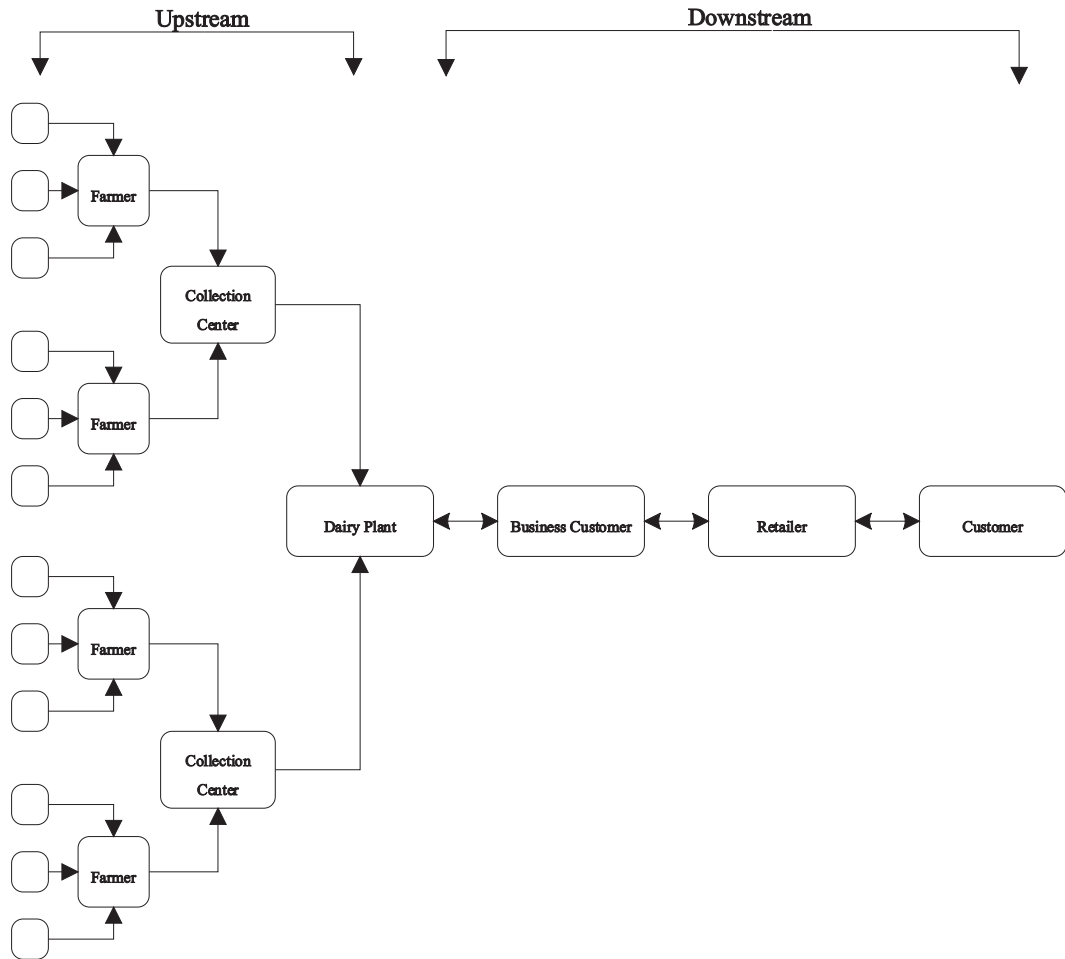 Upstream
Downstream
Farmer
Collection
Center
Farmer
Dairy Plant
Business Customer
Retailer
Customer
Farmer
Collection
Center
Farmer